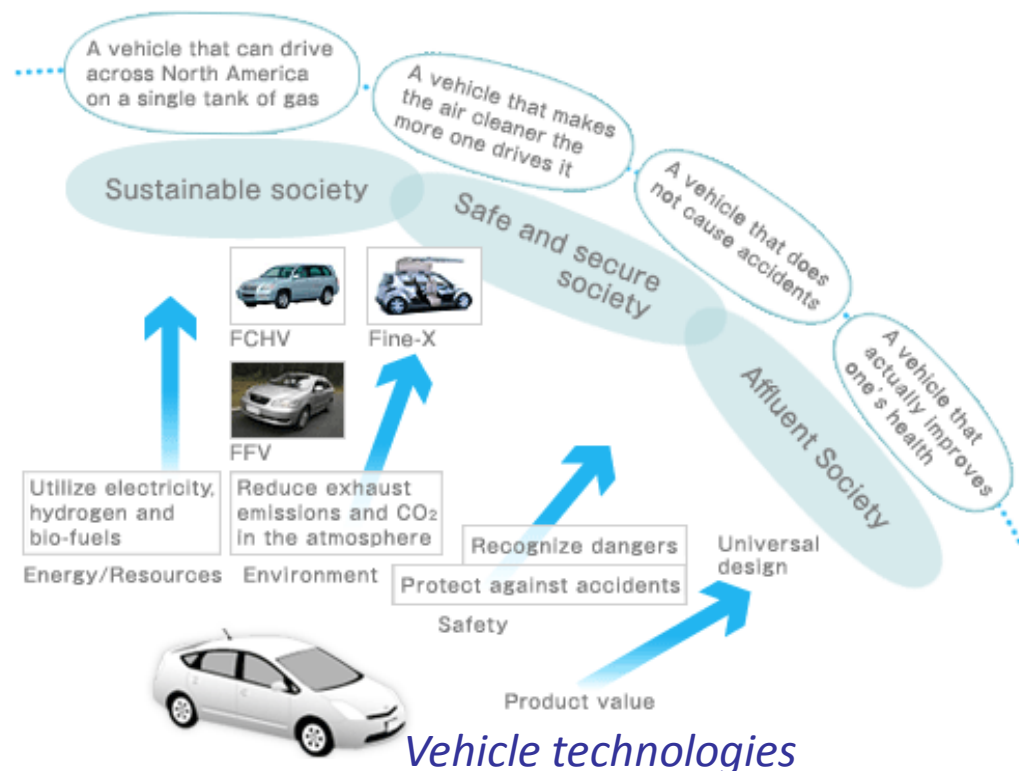 A vehicle that can drive
across North America
on a single tank of gas
A vehicle that makes
the air cleaner the
more one drives it
A vehicle that does
not cause accidents
A vehicle that
actually improves
one's health
Sustainable society
Safe and secure
society
Affluent Society
FCHV
Fine-X
FFV
Utilize electricity,
hydrogen and
bio-fuels
Energy/Resources
Reduce exhaust
emissions and CO₂
in the atmosphere
Environment
Recognize dangers
Protect against accidents
Safety
Universal
design
Product value
Vehicle technologies